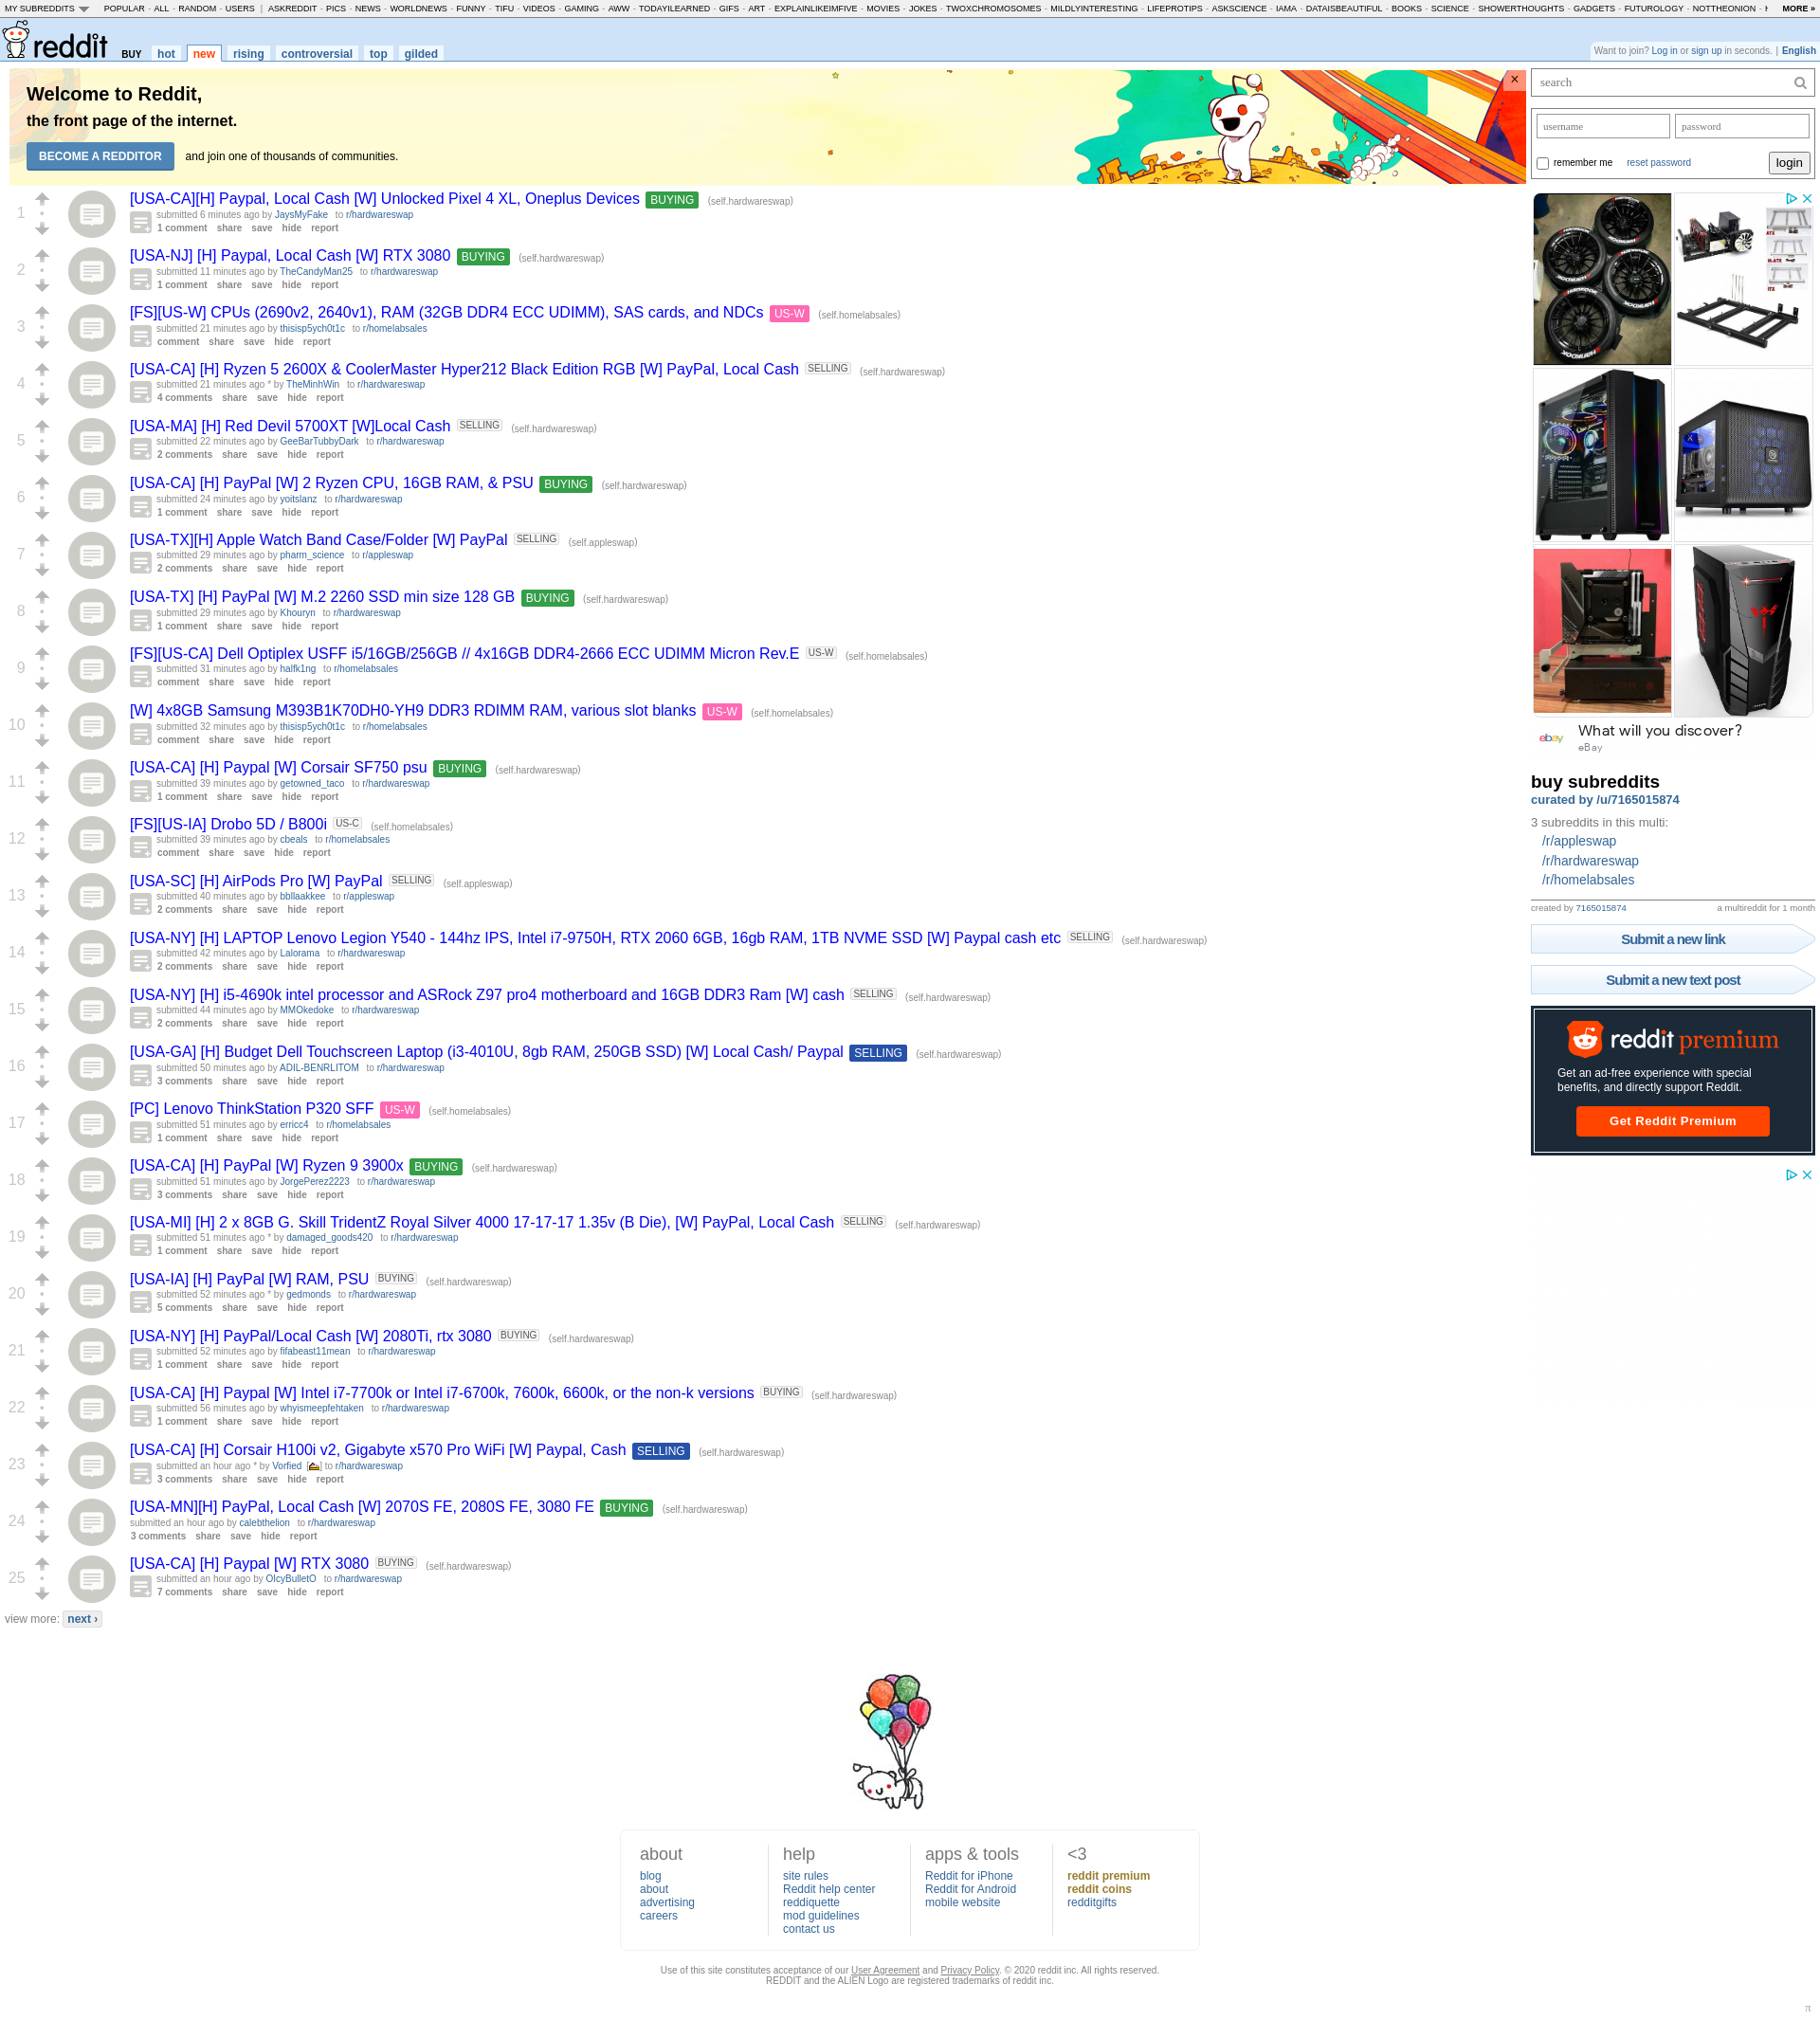 MY SUBREDDITS POPULAR - ALL - RANDOM - USERS | ASKREDDIT - PICS - NEWS - WORLDNEWS - FUNNY - TIFU - VIDEOS - GAMING - AWW - TODAYILEARNED - GIFS - ART - EXPLAINLIKEIMFIVE - MOVIES - JOKES - TWOXCHROMOSOMES - MILDLYINTERESTING - LIFEPROTIPS - ASKSCIENCE - IAMA - DATAISBEAUTIFUL - BOOKS - SCIENCE - SHOWERTHOUGHTS - GADGETS - FUTUROLOGY - NOTTHEONION - MORE »
reddit BUY hot new rising controversial top gilded
Want to join? Log in or sign up in seconds. | English
Welcome to Reddit,
the front page of the internet.
BECOME A REDDITOR and join one of thousands of communities.
×
1 [USA-CA][H] Paypal, Local Cash [W] Unlocked Pixel 4 XL, Oneplus Devices BUYING (self.hardwareswap)
submitted 6 minutes ago by JaysMyFake to r/hardwareswap
1 comment share save hide report
2 [USA-NJ] [H] Paypal, Local Cash [W] RTX 3080 BUYING (self.hardwareswap)
submitted 11 minutes ago by TheCandyMan25 to r/hardwareswap
1 comment share save hide report
3 [FS][US-W] CPUs (2690v2, 2640v1), RAM (32GB DDR4 ECC UDIMM), SAS cards, and NDCs US-W (self.homelabsales)
submitted 21 minutes ago by thisisp5ych0t1c to r/homelabsales
comment share save hide report
4 [USA-CA] [H] Ryzen 5 2600X & CoolerMaster Hyper212 Black Edition RGB [W] PayPal, Local Cash SELLING (self.hardwareswap)
submitted 21 minutes ago * by TheMinhWin to r/hardwareswap
4 comments share save hide report
5 [USA-MA] [H] Red Devil 5700XT [W]Local Cash SELLING (self.hardwareswap)
submitted 22 minutes ago by GeeBarTubbyDark to r/hardwareswap
2 comments share save hide report
6 [USA-CA] [H] PayPal [W] 2 Ryzen CPU, 16GB RAM, & PSU BUYING (self.hardwareswap)
submitted 24 minutes ago by yoitslanz to r/hardwareswap
1 comment share save hide report
7 [USA-TX][H] Apple Watch Band Case/Folder [W] PayPal SELLING (self.appleswap)
submitted 29 minutes ago by pharm_science to r/appleswap
2 comments share save hide report
8 [USA-TX] [H] PayPal [W] M.2 2260 SSD min size 128 GB BUYING (self.hardwareswap)
submitted 29 minutes ago by Khouryn to r/hardwareswap
1 comment share save hide report
9 [FS][US-CA] Dell Optiplex USFF i5/16GB/256GB // 4x16GB DDR4-2666 ECC UDIMM Micron Rev.E US-W (self.homelabsales)
submitted 31 minutes ago by halfk1ng to r/homelabsales
comment share save hide report
10 [W] 4x8GB Samsung M393B1K70DH0-YH9 DDR3 RDIMM RAM, various slot blanks US-W (self.homelabsales)
submitted 32 minutes ago by thisisp5ych0t1c to r/homelabsales
comment share save hide report
11 [USA-CA] [H] Paypal [W] Corsair SF750 psu BUYING (self.hardwareswap)
submitted 39 minutes ago by getowned_taco to r/hardwareswap
1 comment share save hide report
12 [FS][US-IA] Drobo 5D / B800i US-C (self.homelabsales)
submitted 39 minutes ago by cbeals to r/homelabsales
comment share save hide report
13 [USA-SC] [H] AirPods Pro [W] PayPal SELLING (self.appleswap)
submitted 40 minutes ago by bbllaakkee to r/appleswap
2 comments share save hide report
14 [USA-NY] [H] LAPTOP Lenovo Legion Y540 - 144hz IPS, Intel i7-9750H, RTX 2060 6GB, 16gb RAM, 1TB NVME SSD [W] Paypal cash etc SELLING (self.hardwareswap)
submitted 42 minutes ago by Lalorama to r/hardwareswap
2 comments share save hide report
15 [USA-NY] [H] i5-4690k intel processor and ASRock Z97 pro4 motherboard and 16GB DDR3 Ram [W] cash SELLING (self.hardwareswap)
submitted 44 minutes ago by MMOkedoke to r/hardwareswap
2 comments share save hide report
16 [USA-GA] [H] Budget Dell Touchscreen Laptop (i3-4010U, 8gb RAM, 250GB SSD) [W] Local Cash/ Paypal SELLING (self.hardwareswap)
submitted 50 minutes ago by ADIL-BENRLITOM to r/hardwareswap
3 comments share save hide report
17 [PC] Lenovo ThinkStation P320 SFF US-W (self.homelabsales)
submitted 51 minutes ago by erricc4 to r/homelabsales
1 comment share save hide report
18 [USA-CA] [H] PayPal [W] Ryzen 9 3900x BUYING (self.hardwareswap)
submitted 51 minutes ago by JorgePerez2223 to r/hardwareswap
3 comments share save hide report
19 [USA-MI] [H] 2 x 8GB G. Skill TridentZ Royal Silver 4000 17-17-17 1.35v (B Die), [W] PayPal, Local Cash SELLING (self.hardwareswap)
submitted 51 minutes ago * by damaged_goods420 to r/hardwareswap
1 comment share save hide report
20 [USA-IA] [H] PayPal [W] RAM, PSU BUYING (self.hardwareswap)
submitted 52 minutes ago * by gedmonds to r/hardwareswap
5 comments share save hide report
21 [USA-NY] [H] PayPal/Local Cash [W] 2080Ti, rtx 3080 BUYING (self.hardwareswap)
submitted 52 minutes ago by fifabeast11mean to r/hardwareswap
1 comment share save hide report
22 [USA-CA] [H] Paypal [W] Intel i7-7700k or Intel i7-6700k, 7600k, 6600k, or the non-k versions BUYING (self.hardwareswap)
submitted 56 minutes ago by whyismeepfehtaken to r/hardwareswap
1 comment share save hide report
23 [USA-CA] [H] Corsair H100i v2, Gigabyte x570 Pro WiFi [W] Paypal, Cash SELLING (self.hardwareswap)
submitted an hour ago * by Vorfied [ ] to r/hardwareswap
3 comments share save hide report
24 [USA-MN][H] PayPal, Local Cash [W] 2070S FE, 2080S FE, 3080 FE BUYING (self.hardwareswap)
submitted an hour ago by calebthelion to r/hardwareswap
3 comments share save hide report
25 [USA-CA] [H] Paypal [W] RTX 3080 BUYING (self.hardwareswap)
submitted an hour ago by OIcyBulletO to r/hardwareswap
7 comments share save hide report
view more: next ›
search
username password
remember me reset password login
What will you discover?
ebay eBay
buy subreddits
curated by /u/7165015874
3 subreddits in this multi:
/r/appleswap
/r/hardwareswap
/r/homelabsales
created by 7165015874 a multireddit for 1 month
Submit a new link
Submit a new text post
reddit premium
Get an ad-free experience with special
benefits, and directly support Reddit.
Get Reddit Premium
about
blog
about
advertising
careers
help
site rules
Reddit help center
reddiquette
mod guidelines
contact us
apps & tools
Reddit for iPhone
Reddit for Android
mobile website
<3
reddit premium
reddit coins
redditgifts
Use of this site constitutes acceptance of our User Agreement and Privacy Policy. © 2020 reddit inc. All rights reserved.
REDDIT and the ALIEN Logo are registered trademarks of reddit inc.
π